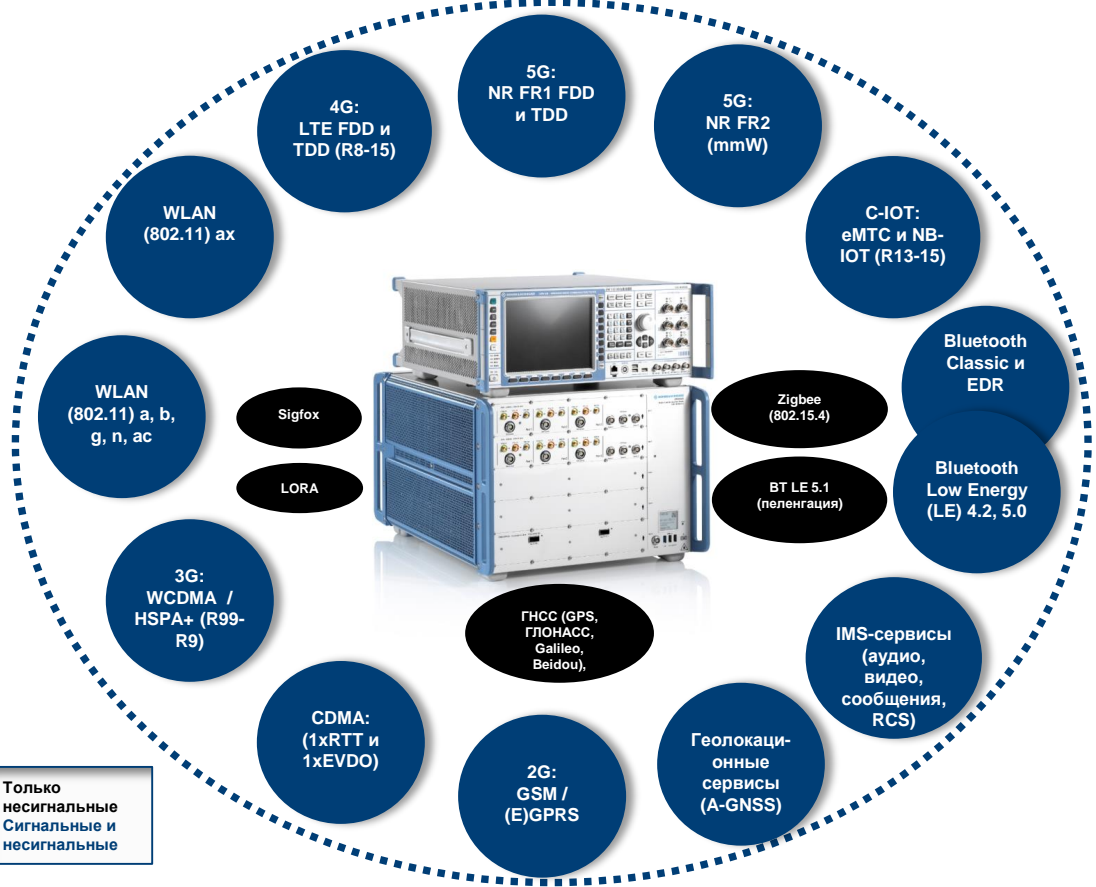 5G:
NR FR1 FDD
и TDD
4G:
LTE FDD и
TDD (R8-15)
5G:
NR FR2
(mmW)
WLAN
(802.11) ax
C-IOT:
eMTC и NB-
IOT (R13-15)
Bluetooth
Classic и
EDR
WLAN
(802.11) a, b,
g, n, ac
Sigfox
Zigbee
(802.15.4)
LORA
BT LE 5.1
(пеленгация)
Bluetooth
Low Energy
(LE) 4.2, 5.0
3G:
WCDMA /
HSPA+ (R99-
R9)
ГНСС (GPS,
ГЛОНАСС,
Galileo,
Beidou),
IMS-сервисы
(аудио,
видео,
сообщения,
RCS)
CDMA:
(1xRTT и
1xEVDO)
2G:
GSM /
(E)GPRS
Геолокаци-
онные
сервисы
(A-GNSS)
Только
несигнальные
Сигнальные и
несигнальные